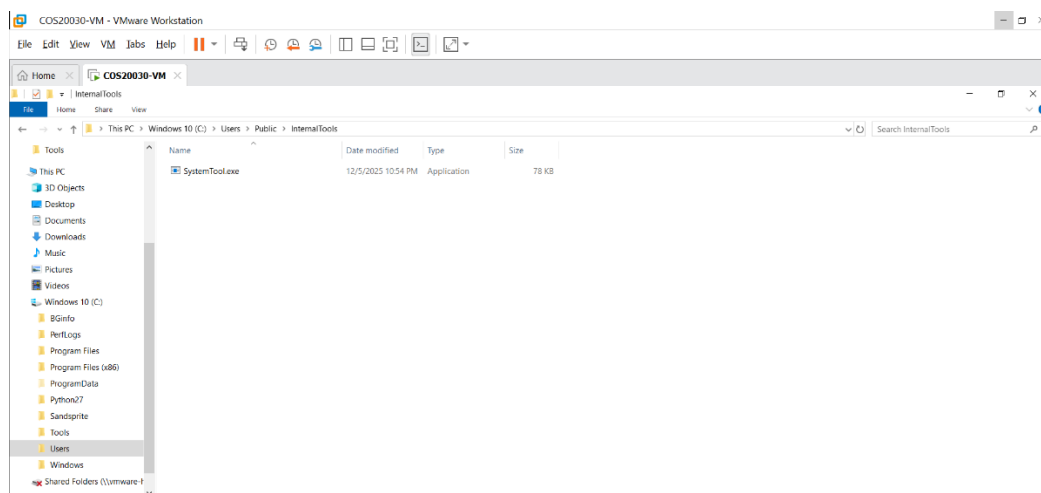 COS20030-VM - VMware Workstation
File Edit View VM Tabs Help
Home COS20030-VM
InternalTools
File Home Share View
This PC > Windows 10 (C:) > Users > Public > InternalTools Search InternalTools
Tools Name Date modified Type Size
This PC SystemTool.exe 12/5/2025 10:54 PM Application 78 KB
3D Objects
Desktop
Documents
Downloads
Music
Pictures
Videos
Windows 10 (C:)
BGinfo
PerfLogs
Program Files
Program Files (x86)
ProgramData
Python27
Sandsprite
Tools
Users
Windows
Shared Folders (\\vmware-h